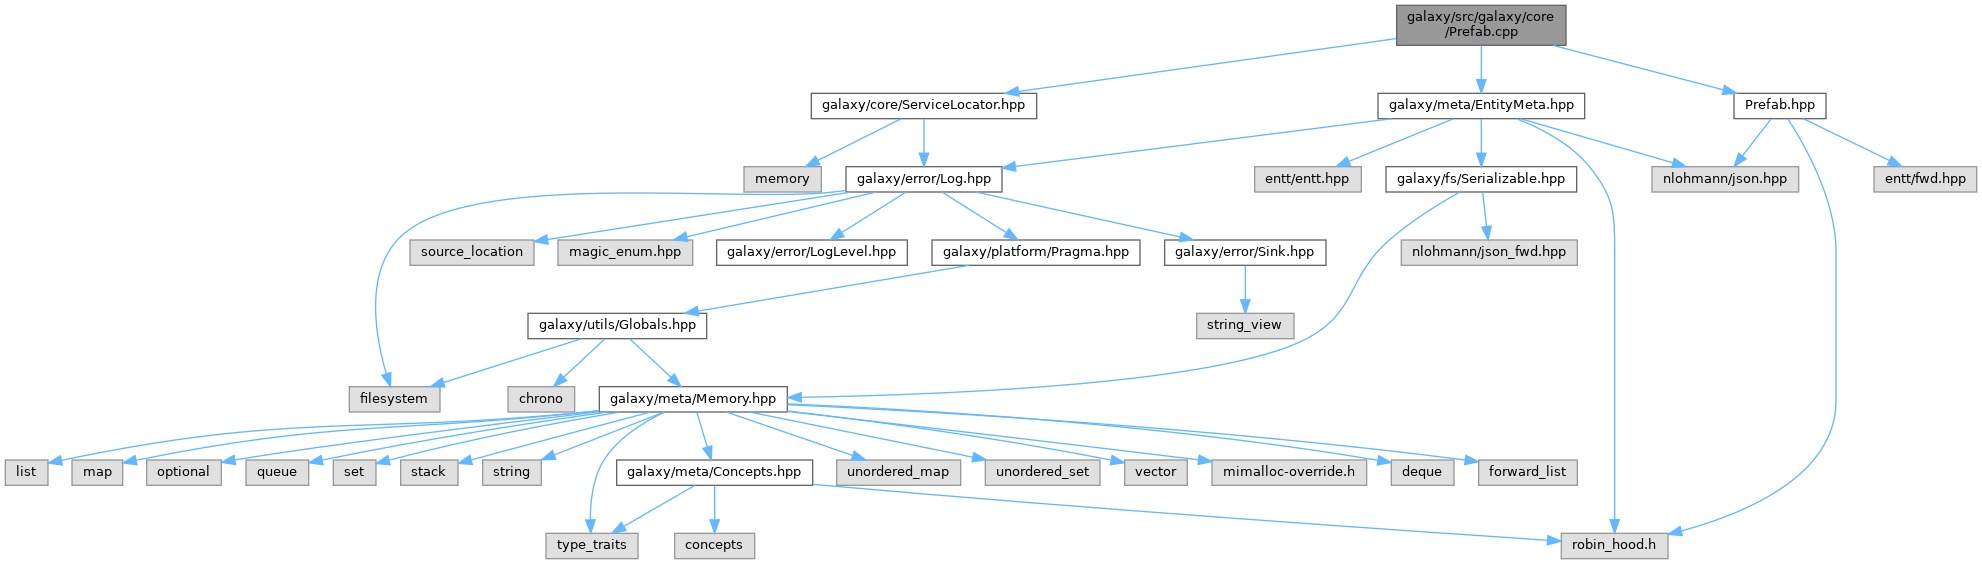 galaxy/src/galaxy/core
/Prefab.cpp
galaxy/core/ServiceLocator.hpp
galaxy/meta/EntityMeta.hpp
Prefab.hpp
memory
galaxy/error/Log.hpp
entt/entt.hpp
galaxy/fs/Serializable.hpp
nlohmann/json.hpp
entt/fwd.hpp
source_location
magic_enum.hpp
galaxy/error/LogLevel.hpp
galaxy/platform/Pragma.hpp
galaxy/error/Sink.hpp
nlohmann/json_fwd.hpp
galaxy/utils/Globals.hpp
string_view
filesystem
chrono
galaxy/meta/Memory.hpp
list
map
optional
queue
set
stack
string
galaxy/meta/Concepts.hpp
unordered_map
unordered_set
vector
mimalloc-override.h
deque
forward_list
type_traits
concepts
robin_hood.h